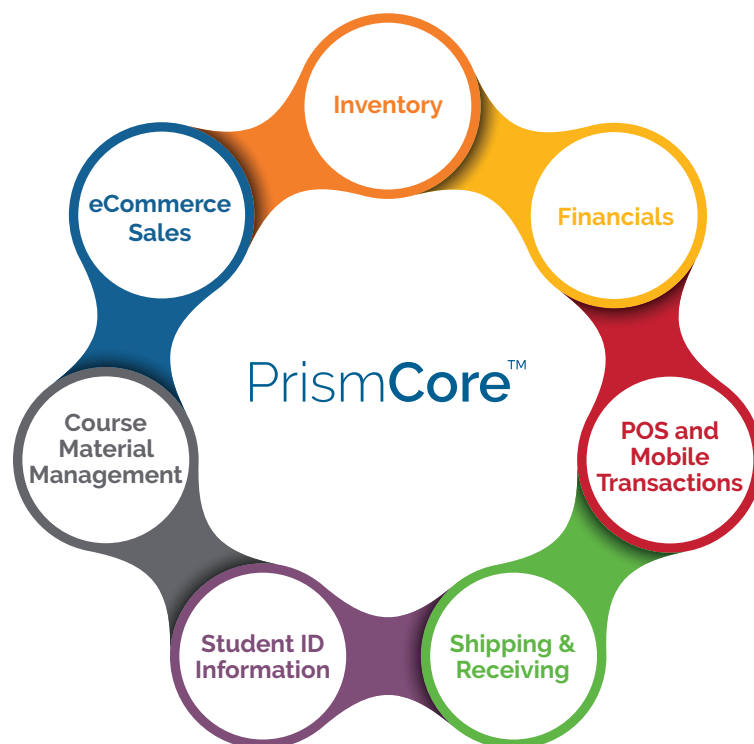 Inventory
eCommerce
Sales
Financials
PrismCore™
Course
Material
Management
POS and
Mobile
Transactions
Student ID
Information
Shipping &
Receiving